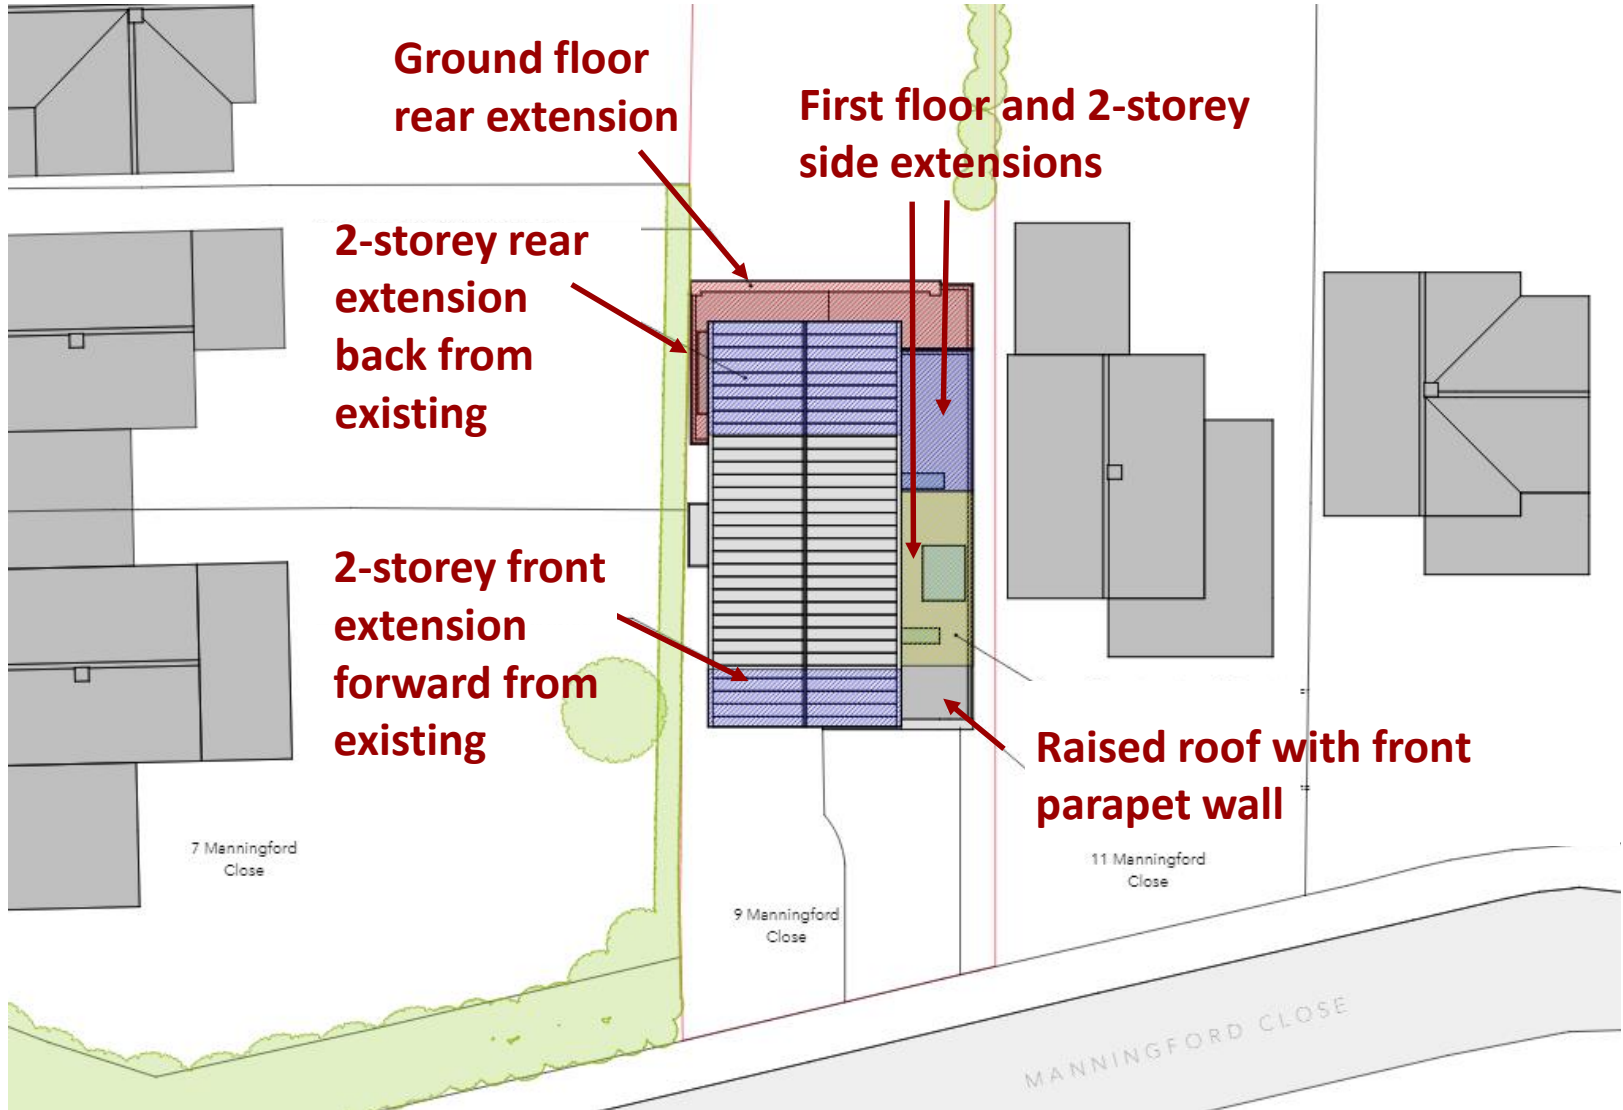 Ground floor
rear extension
First floor and 2-storey
side extensions
2-storey rear
extension
back from
existing
2-storey front
extension
forward from
existing
Raised roof with front
parapet wall
7 Manningford
Close
9 Manningford
Close
11 Manningford
Close
MANNINGFORD CLOSE